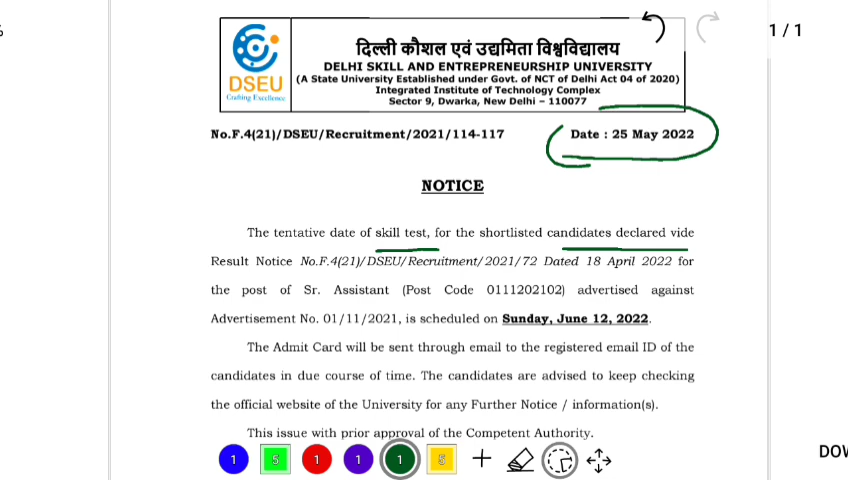 1 / 1
दिल्ली कौशल एवं उद्यमिता विश्वविद्यालय
DELHI SKILL AND ENTREPRENEURSHIP UNIVERSITY
(A State University Established under Govt. of NCT of Delhi Act 04 of 2020)
Integrated Institute of Technology Complex
Sector 9, Dwarka, New Delhi – 110077
DSEU
Crafting Excellence
No.F.4(21)/DSEU/Recruitment/2021/114-117 Date : 25 May 2022
NOTICE
The tentative date of skill test, for the shortlisted candidates declared vide
Result Notice No.F.4(21)/DSEU/Recruitment/2021/72 Dated 18 April 2022 for
the post of Sr. Assistant (Post Code 0111202102) advertised against
Advertisement No. 01/11/2021, is scheduled on Sunday, June 12, 2022.
The Admit Card will be sent through email to the registered email ID of the
candidates in due course of time. The candidates are advised to keep checking
the official website of the University for any Further Notice / information(s).
This issue with prior approval of the Competent Authority.
1 5 1 1 1 5